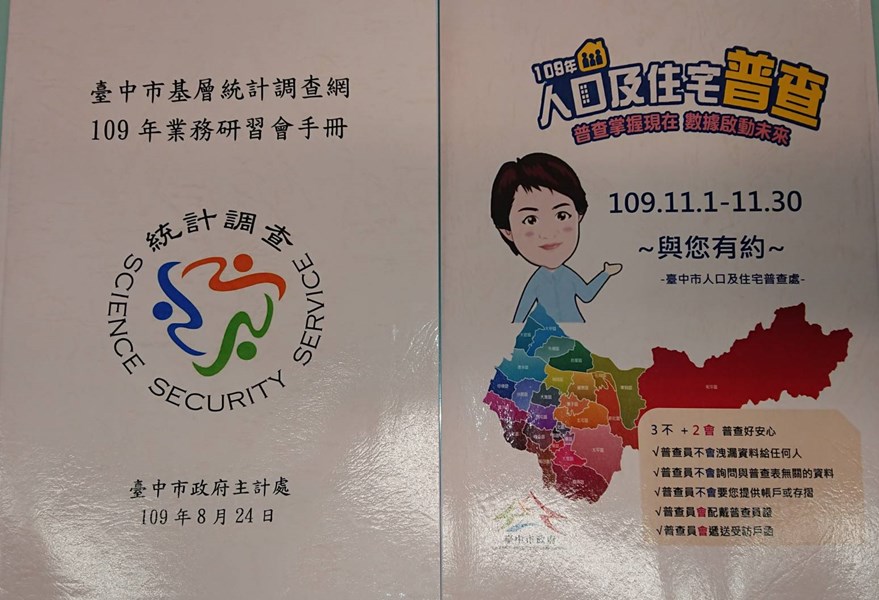 臺中市基層統計調查網
109年業務研習會手冊
統計調查
SCIENCE SECURITY SERVICE
臺中市政府主計處
109年8月24日
109年
人口及住宅普查
普查掌握現在 數據啟動未來
109.11.1-11.30
~與您有約~
-臺中市人口及住宅普查處-
3不+2會 普查好安心
√普查員不會洩漏資料給任何人
√普查員不會詢問與普查表無關的資料
√普查員不會要您提供帳戶或存摺
√普查員會配戴普查員證
√普查員會遞送受訪戶函
臺中市政府